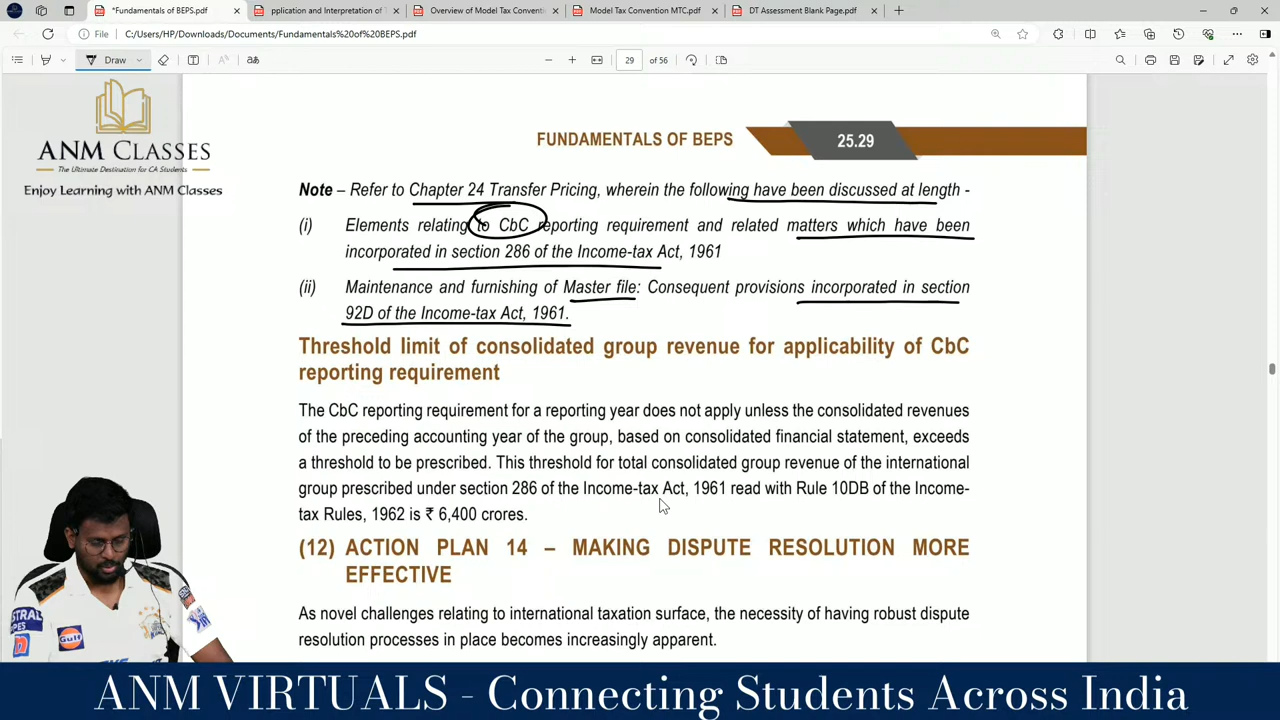 *Fundamentals of BEPS.pdf
pplication and Interpretation of T
Overview of Model Tax Conventi
Model Tax Convention MTC.pdf
DT Assessment Blank Page.pdf
File
C:/Users/HP/Downloads/Documents/Fundamentals%20of%20BEPS.pdf
Draw
29 of 56
ANM CLASSES
The Ultimate Destination for CA Students
Enjoy Learning with ANM Classes
FUNDAMENTALS OF BEPS
25.29
Note – Refer to Chapter 24 Transfer Pricing, wherein the following have been discussed at length -
(i) Elements relating to CbC reporting requirement and related matters which have been
incorporated in section 286 of the Income-tax Act, 1961
(ii) Maintenance and furnishing of Master file: Consequent provisions incorporated in section
92D of the Income-tax Act, 1961.
Threshold limit of consolidated group revenue for applicability of CbC
reporting requirement
The CbC reporting requirement for a reporting year does not apply unless the consolidated revenues
of the preceding accounting year of the group, based on consolidated financial statement, exceeds
a threshold to be prescribed. This threshold for total consolidated group revenue of the international
group prescribed under section 286 of the Income-tax Act, 1961 read with Rule 10DB of the Income-
tax Rules, 1962 is ₹ 6,400 crores.
(12) ACTION PLAN 14 – MAKING DISPUTE RESOLUTION MORE
EFFECTIVE
As novel challenges relating to international taxation surface, the necessity of having robust dispute
resolution processes in place becomes increasingly apparent.
Gulf
ANM VIRTUALS - Connecting Students Across India